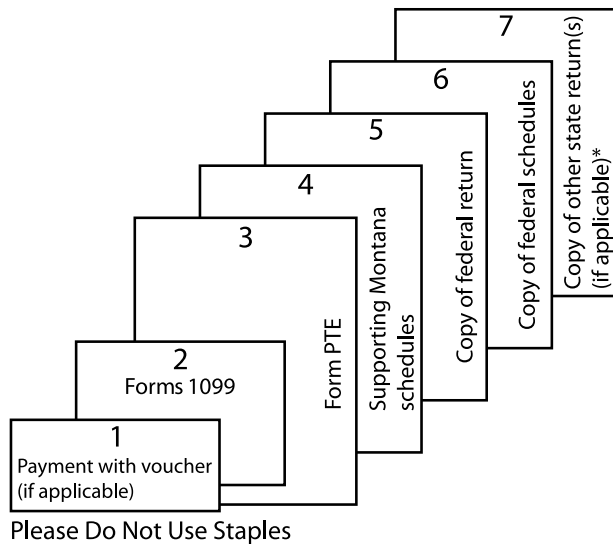 1
Payment with voucher
(if applicable)
2
Forms 1099
3
Form PTE
4
Supporting Montana
schedules
5
Copy of federal return
6
Copy of federal schedules
7
Copy of other state return(s)
(if applicable)*
Please Do Not Use Staples